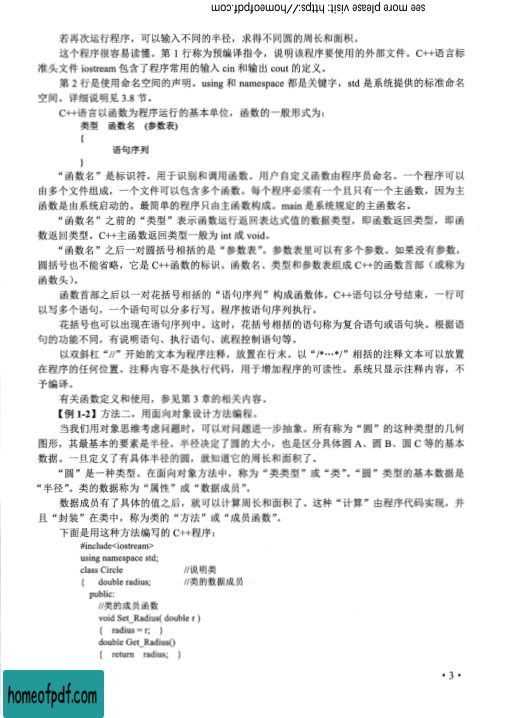 see more please visit: https://homeofpdf.com
若再次运行程序，可以输入不同的半径，求得不同圆的周长和面积。
这个程序很容易读懂。第 1 行称为预编译指令，说明该程序要使用的外部文件。C++语言标
准头文件 iostream 包含了程序常用的输入 cin 和输出 cout 的定义。
第 2 行是使用命名空间的声明。using 和 namespace 都是关键字，std 是系统提供的标准命名
空间。详细说明见 3.8 节。
C++语言以函数为程序运行的基本单位，函数的一般形式为：
类型 函数名 (参数表)
{
语句序列
}
“函数名”是标识符，用于识别和调用函数。用户自定义函数由程序员命名。一个程序可以
由多个文件组成，一个文件可以包含多个函数。每个程序必须有一个且只有一个主函数，因为主
函数是由系统启动的。最简单的程序只由主函数构成。main 是系统规定的主函数名。
“函数名”之前的“类型”表示函数运行返回表达式值的数据类型，即函数返回类型，即函
数返回类型。C++主函数返回类型一般为 int 或 void。
“函数名”之后一对圆括号相括的是“参数表”。参数表里可以有多个参数。如果没有参数，
圆括号也不能省略，它是 C++函数的标识。函数名、类型和参数表组成 C++的函数首部（或称为
函数头）。
函数首部之后以一对花括号相括的“语句序列”构成函数体。C++语句以分号结束，一行可
以写多个语句，一个语句可以分多行写。程序按语句序列执行。
花括号也可以出现在语句序列中。这时，花括号相括的语句称为复合语句或语句块。根据语
句的功能不同，有说明语句、执行语句、流程控制语句等。
以双斜杠“//”开始的文本为程序注释，放置在行末。以“/*…*/”相括的注释文本可以放置
在程序的任何位置。注释内容不是执行代码，用于增加程序的可读性。系统只显示注释内容，不
予编译。
有关函数定义和使用，参见第 3 章的相关内容。
【例 1-2】方法二，用面向对象设计方法编程。
当我们用对象思维考虑问题时，可以对问题进一步抽象。所有称为“圆”的这种类型的几何
图形，其最基本的要素是半径。半径决定了圆的大小，也是区分具体圆 A、圆 B、圆 C 等的基本
数据。一旦定义了有具体半径的圆，就知道它的周长和面积了。
“圆”是一种类型。在面向对象方法中，称为“类类型”或“类”。“圆”类型的基本数据是
“半径”。类的数据称为“属性”或“数据成员”。
数据成员有了具体的值之后，就可以计算周长和面积了。这种“计算”由程序代码实现，并
且“封装”在类中，称为类的“方法”或“成员函数”。
下面是用这种方法编写的 C++程序：
#include<iostream>
using namespace std;
class Circle //说明类
{ double radius; //类的数据成员
public:
//类的成员函数
void Set_Radius( double r )
{ radius = r; }
double Get_Radius()
{ return radius; }
·3·
homeofpdf.com